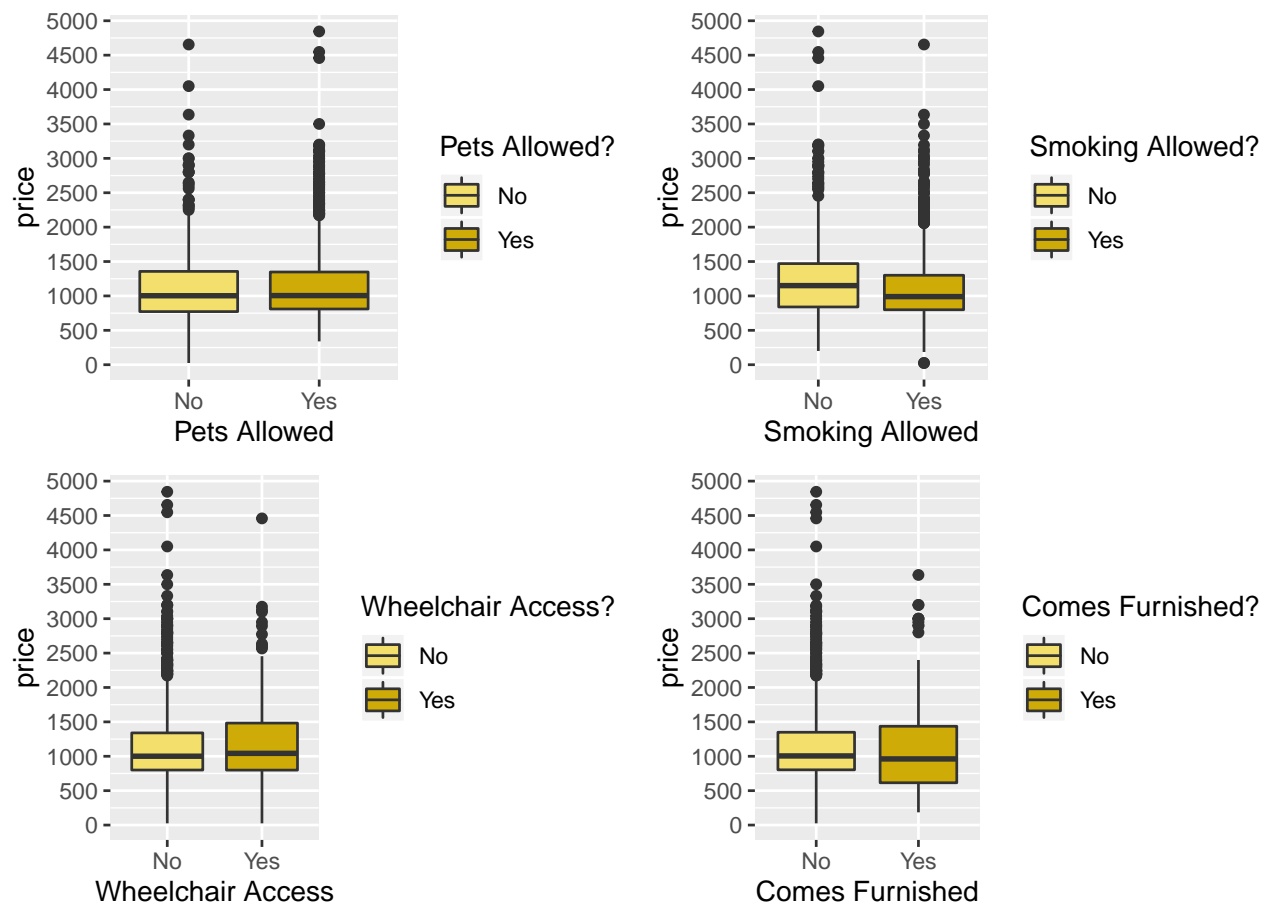 5000
4500
4000
3500
3000
2500
2000
1500
1000
500
0
price
No
Yes
Pets Allowed
Pets Allowed?
No
Yes
5000
4500
4000
3500
3000
2500
2000
1500
1000
500
0
price
No
Yes
Smoking Allowed
Smoking Allowed?
No
Yes
5000
4500
4000
3500
3000
2500
2000
1500
1000
500
0
price
No
Yes
Wheelchair Access
Wheelchair Access?
No
Yes
5000
4500
4000
3500
3000
2500
2000
1500
1000
500
0
price
No
Yes
Comes Furnished
Comes Furnished?
No
Yes